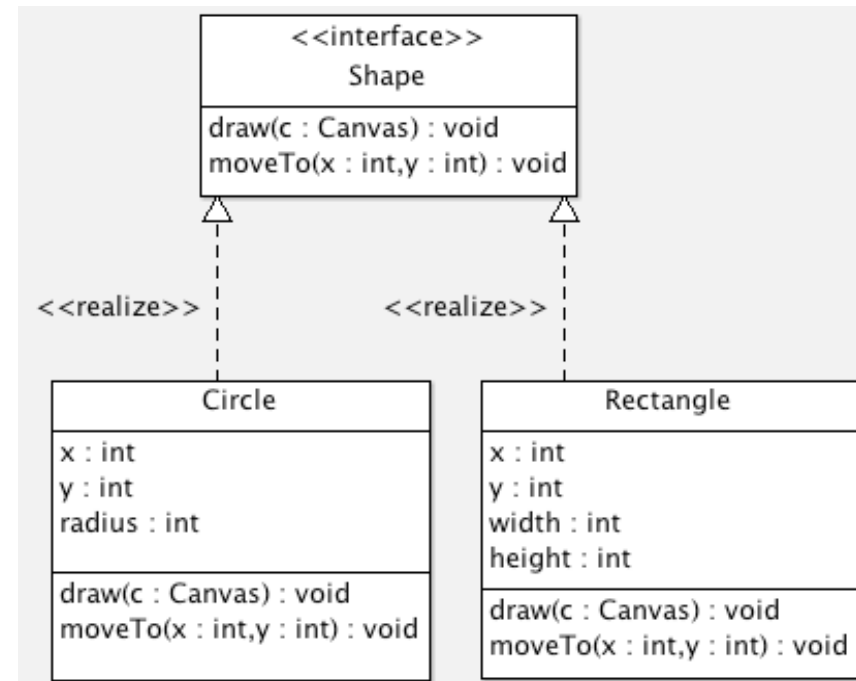 <<interface>>
Shape
draw(c : Canvas) : void
moveTo(x : int,y : int) : void
<<realize>>
<<realize>>
Circle
x : int
y : int
radius : int
draw(c : Canvas) : void
moveTo(x : int,y : int) : void
Rectangle
x : int
y : int
width : int
height : int
draw(c : Canvas) : void
moveTo(x : int,y : int) : void